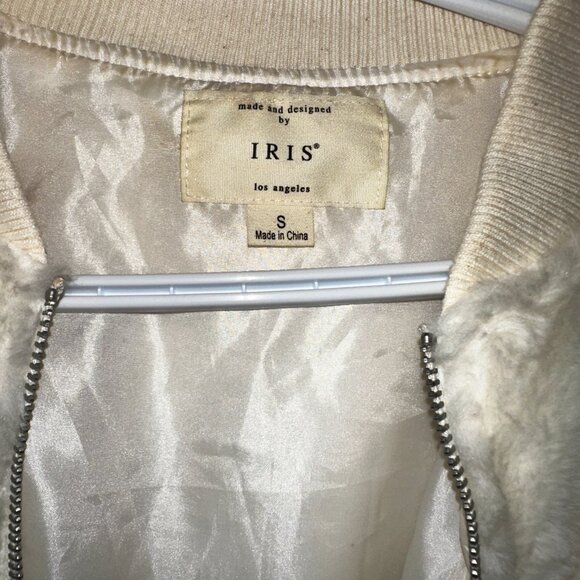 made and designed
by
IRIS®
los angeles
S
Made in China